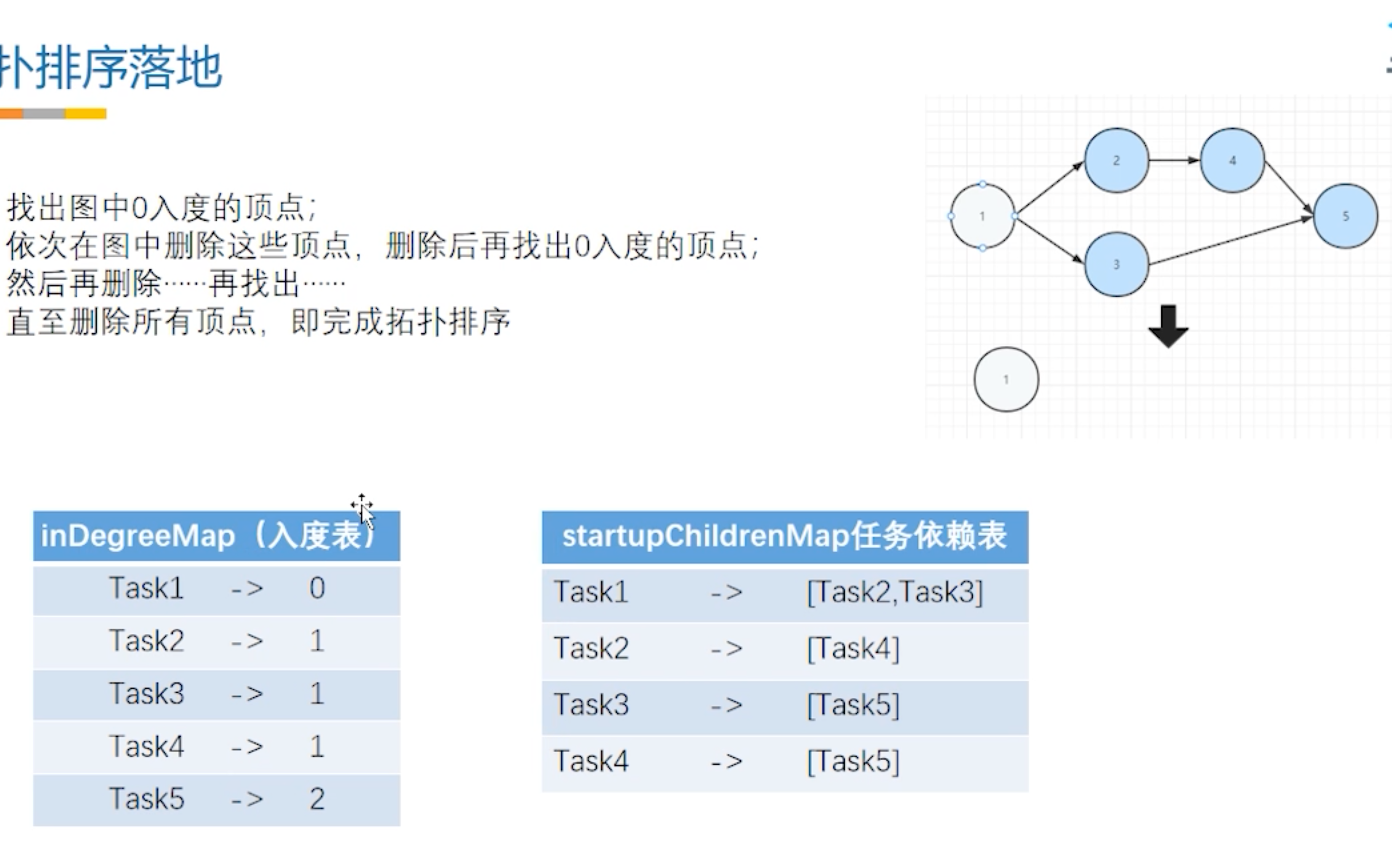 扑排序落地
找出图中0入度的顶点；
依次在图中删除这些顶点，删除后再找出0入度的顶点；
然后再删除……再找出……
直至删除所有顶点，即完成拓扑排序
1
2
4
3
5
1
inDegreeMap（入度表）
Task1 -> 0
Task2 -> 1
Task3 -> 1
Task4 -> 1
Task5 -> 2
startupChildrenMap任务依赖表
Task1 -> [Task2,Task3]
Task2 -> [Task4]
Task3 -> [Task5]
Task4 -> [Task5]